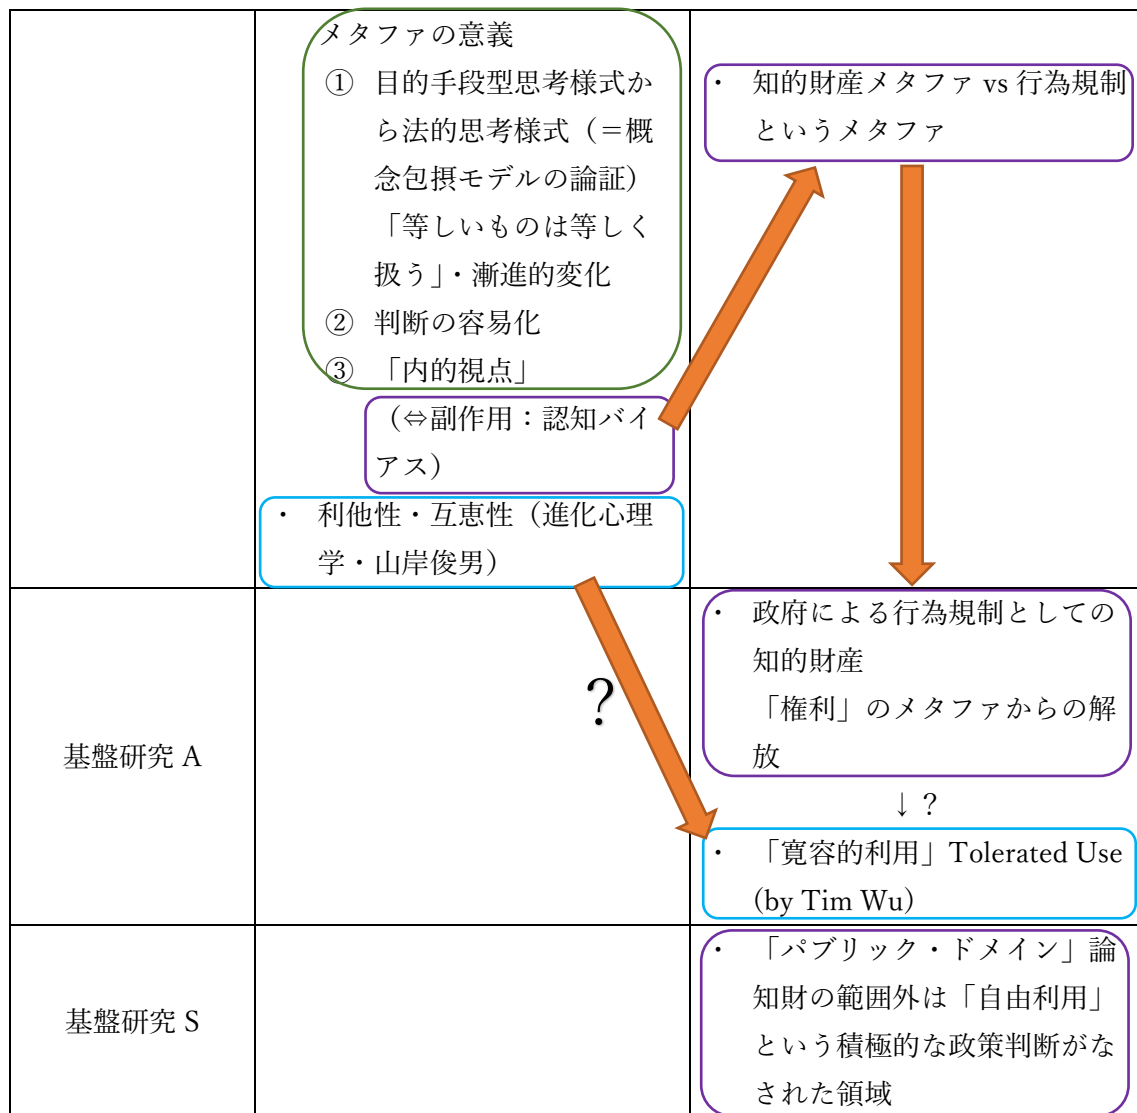 メタファの意義
① 目的手段型思考様式か
ら法的思考様式（＝概
念包摂モデルの論証）
「等しいものは等しく
扱う」・漸進的変化
② 判断の容易化
③ 「内的視点」
（⇔副作用：認知バイ
アス）
・ 利他性・互恵性（進化心理
学・山岸俊男）
・ 知的財産メタファ vs 行為規制
というメタファ
基盤研究 A
?
・ 政府による行為規制としての
知的財産
「権利」のメタファからの解
放
↓？
・ 「寛容的利用」Tolerated Use
(by Tim Wu)
基盤研究 S
・ 「パブリック・ドメイン」論
知財の範囲外は「自由利用」
という積極的な政策判断がな
された領域